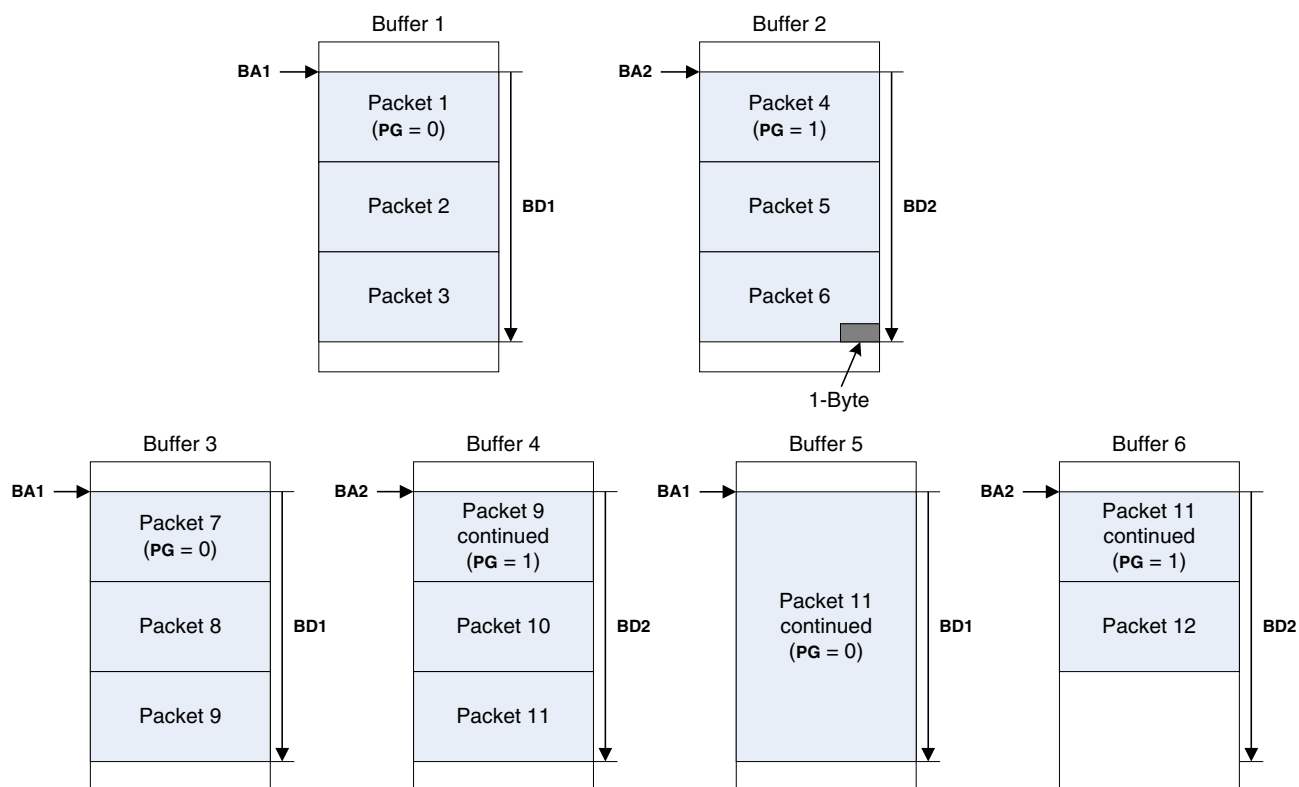 Buffer 1
BA1
Packet 1
(PG = 0)
Packet 2
BD1
Packet 3
Buffer 2
BA2
Packet 4
(PG = 1)
Packet 5
BD2
Packet 6
1-Byte
Buffer 3
BA1
Packet 7
(PG = 0)
Packet 8
BD1
Packet 9
Buffer 4
BA2
Packet 9
continued
(PG = 1)
Packet 10
BD2
Packet 11
Buffer 5
BA1
Packet 11
continued
(PG = 0)
BD1
Buffer 6
BA2
Packet 11
continued
(PG = 1)
Packet 12
BD2